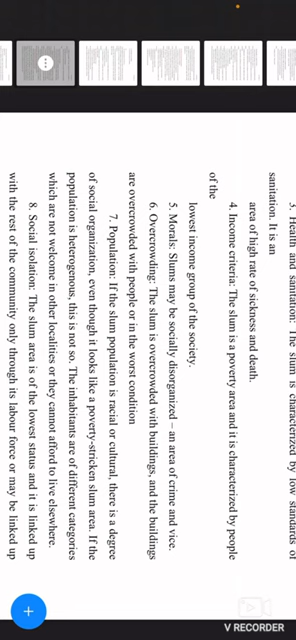 3. Health and sanitation: The slum is characterized by low standards of
sanitation. It is an
area of high rate of sickness and death.
4. Income criteria: The slum is a poverty area and it is characterized by people
of the
lowest income group of the society.
5. Morals: Slums may be socially disorganized – an area of crime and vice.
6. Overcrowding: The slum is overcrowded with buildings, and the buildings
are overcrowded with people or in the worst condition
7. Population: If the slum population is racial or cultural, there is a degree
of social organization, even though it looks like a poverty-stricken slum area. If the
population is heterogenous, this is not so. The inhabitants are of different categories
which are not welcome in other localities or they cannot afford to live elsewhere.
8. Social isolation: The slum area is of the lowest status and it is linked up
with the rest of the community only through its labour force or may be linked up
V RECORDER